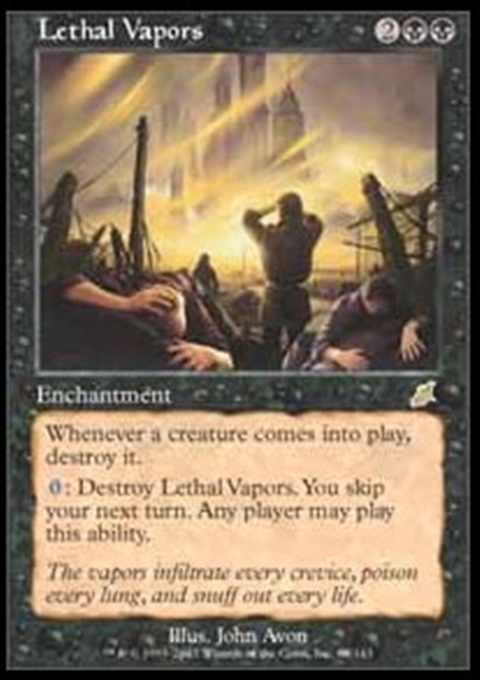 Lethal Vapors
2
Enchantment
Whenever a creature comes into play,
destroy it.
0: Destroy Lethal Vapors. You skip
your next turn. Any player may play
this ability.
The vapors infiltrate every crevice, poison
every lung, and snuff out every life.
Illus. John Avon